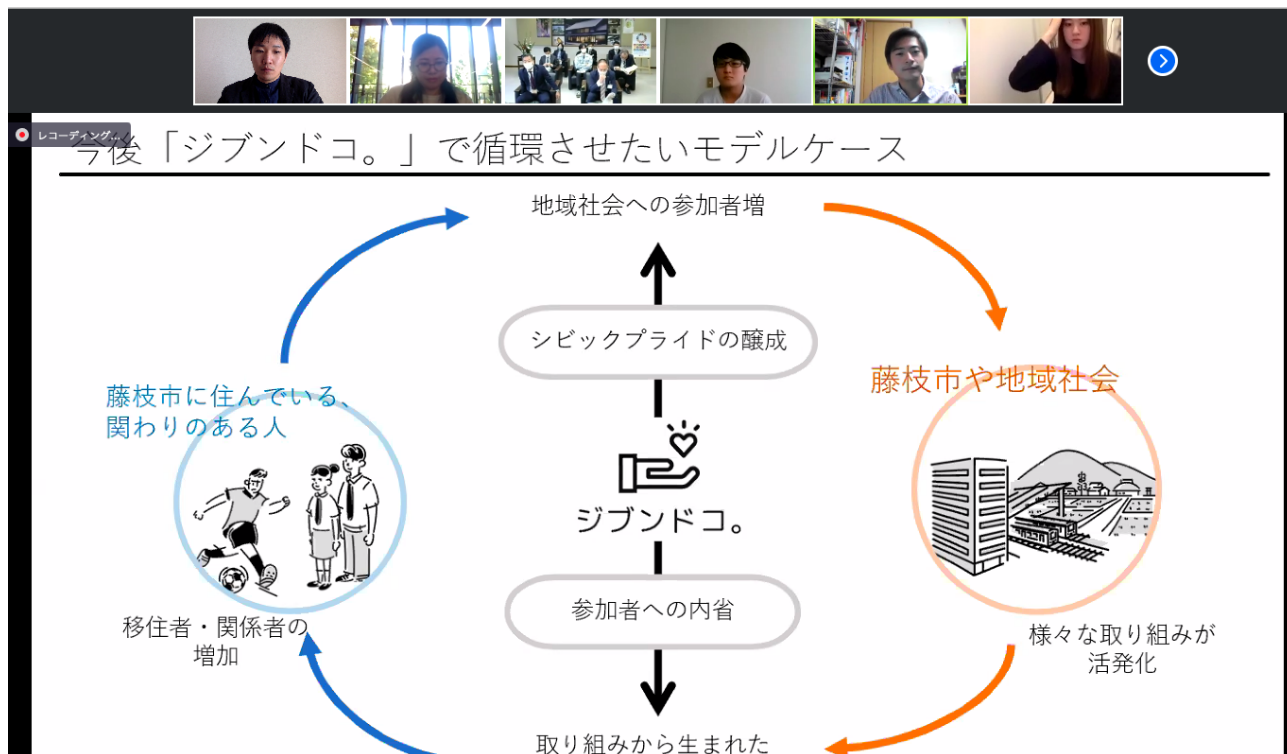 レコーディング...
今後「ジブンドコ。」で循環させたいモデルケース
地域社会への参加者増
シビックプライドの醸成
藤枝市に住んでいる、
関わりのある人
藤枝市や地域社会
ジブンドコ。
参加者への内省
移住者・関係者の
増加
様々な取り組みが
活発化
取り組みから生まれた